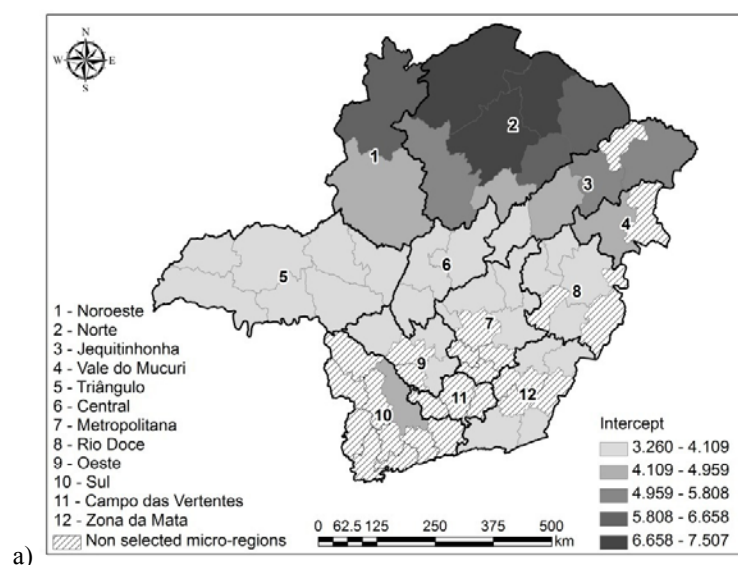 N
W E
S
1
2
3
4
5
6
7
8
9
10
11
12
1 - Noroeste
2 - Norte
3 - Jequitinhonha
4 - Vale do Mucuri
5 - Triângulo
6 - Central
7 - Metropolitana
8 - Rio Doce
9 - Oeste
10 - Sul
11 - Campo das Vertentes
12 - Zona da Mata
Non selected micro-regions
0 62.5 125 250 375 500
km
Intercept
3.260 - 4.109
4.109 - 4.959
4.959 - 5.808
5.808 - 6.658
6.658 - 7.507
a)